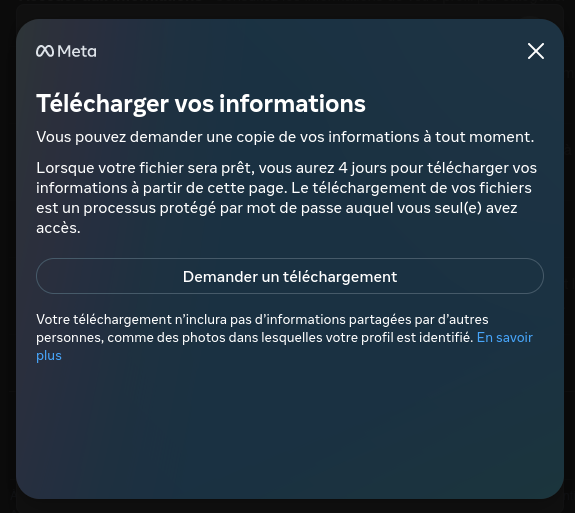 Meta
Télécharger vos informations
Vous pouvez demander une copie de vos informations à tout moment.
Lorsque votre fichier sera prêt, vous aurez 4 jours pour télécharger vos
informations à partir de cette page. Le téléchargement de vos fichiers
est un processus protégé par mot de passe auquel vous seul(e) avez
accès.
Demander un téléchargement
Votre téléchargement n’inclura pas d’informations partagées par d’autres
personnes, comme des photos dans lesquelles votre profil est identifié. En savoir
plus